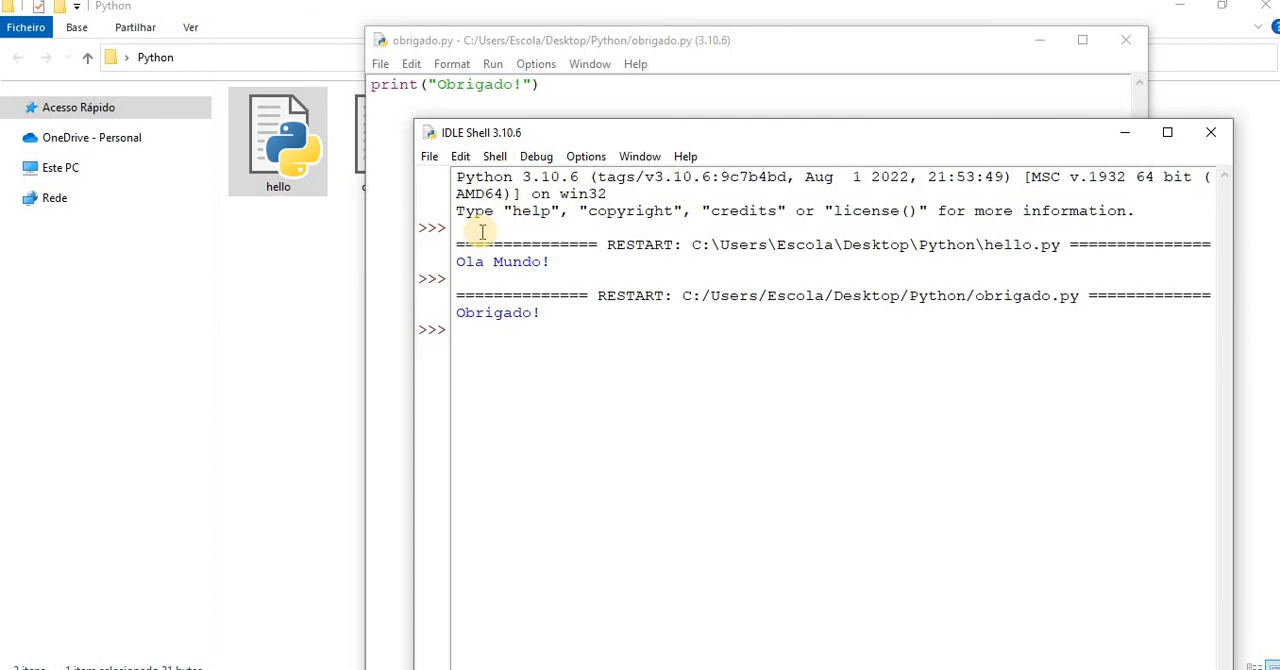 Python
Ficheiro Base Partilhar Ver
Python
Acesso Rápido
OneDrive - Personal
Este PC
Rede
hello
obrigado.py - C:/Users/Escola/Desktop/Python/obrigado.py (3.10.6)
File Edit Format Run Options Window Help
print("Obrigado!")
IDLE Shell 3.10.6
File Edit Shell Debug Options Window Help
Python 3.10.6 (tags/v3.10.6:9c7b4bd, Aug  1 2022, 21:53:49) [MSC v.1932 64 bit (
AMD64)] on win32
Type "help", "copyright", "credits" or "license()" for more information.
>>>
============== RESTART: C:\Users\Escola\Desktop\Python\hello.py ===============
Ola Mundo!
>>>
============== RESTART: C:/Users/Escola/Desktop/Python/obrigado.py =============
Obrigado!
>>>